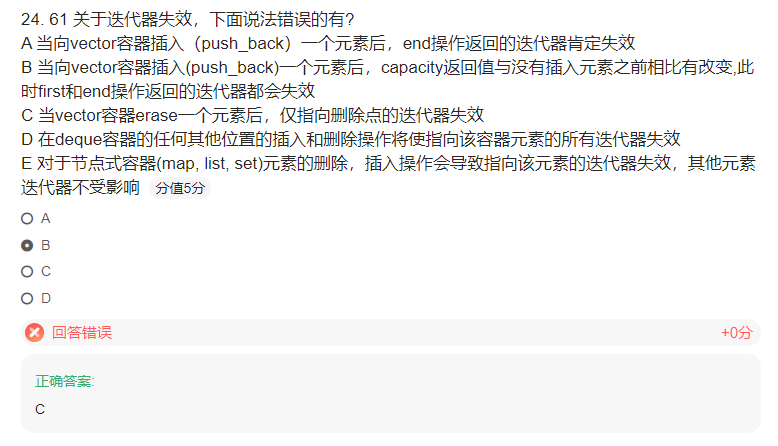 24. 61 关于迭代器失效，下面说法错误的有?
A 当向vector容器插入（push_back）一个元素后，end操作返回的迭代器肯定失效
B 当向vector容器插入(push_back)一个元素后，capacity返回值与没有插入元素之前相比有改变,此
时first和end操作返回的迭代器都会失效
C 当vector容器erase一个元素后，仅指向删除点的迭代器失效
D 在deque容器的任何其他位置的插入和删除操作将使指向该容器元素的所有迭代器失效
E 对于节点式容器(map, list, set)元素的删除，插入操作会导致指向该元素的迭代器失效，其他元素
迭代器不受影响 分值5分
A
B
C
D
回答错误 +0分
正确答案:
C